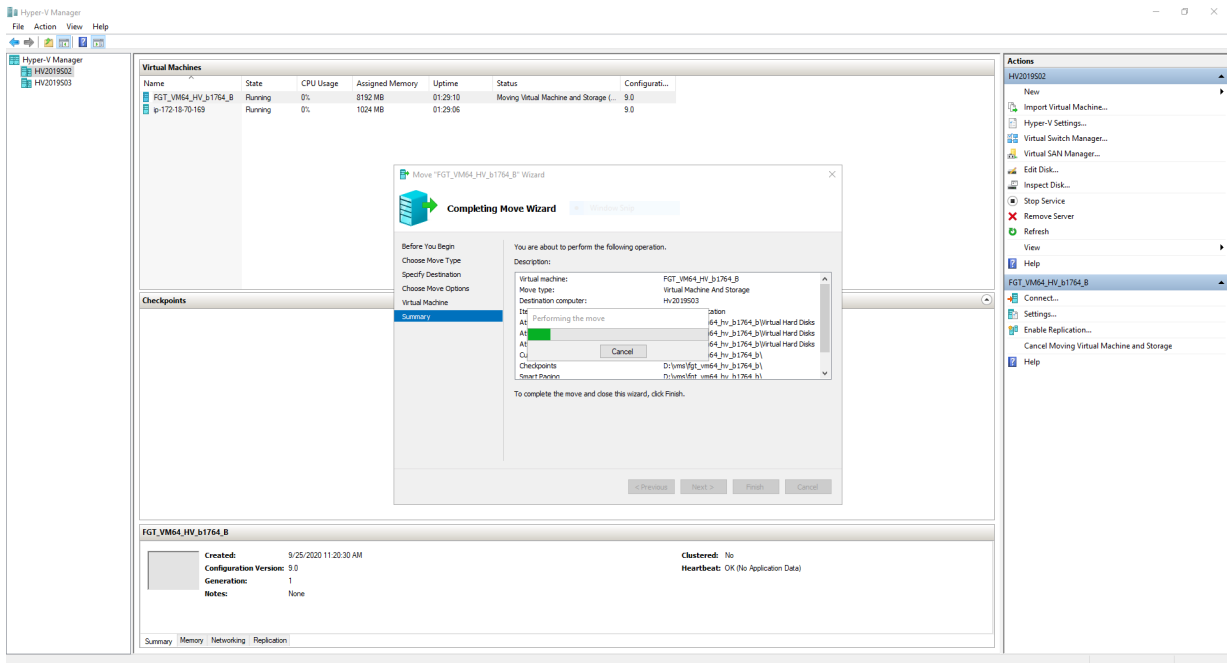 Hyper-V Manager
File Action View Help
Hyper-V Manager
HV2019S02
HV2019S03
Virtual Machines
Name State CPU Usage Assigned Memory Uptime Status Configurati...
FGT_VM64_HV_b1764_B Running 0% 8192 MB 01:29:10 Moving Virtual Machine and Storage (... 9.0
ip-172-18-70-169 Running 0% 1024 MB 01:29:06 9.0
Checkpoints
Move "FGT_VM64_HV_b1764_B" Wizard
Completing Move Wizard
Before You Begin
Choose Move Type
Specify Destination
Choose Move Options
Virtual Machine
Summary
You are about to perform the following operation.
Description:
Virtual machine: FGT_VM64_HV_b1764_B
Move type: Virtual Machine And Storage
Destination computer: Hv2019S03
Ite ation
At 64_hv_b1764_b\Virtual Hard Disks
At 64_hv_b1764_b\Virtual Hard Disks
At 64_hv_b1764_b\Virtual Hard Disks
Cu 64_hv_b1764_b\
Checkpoints D:\vms\fgt_vm64_hv_b1764_b\
Smart Paging D:\vms\fgt_vm64_hv_b1764_b\
Performing the move
Cancel
To complete the move and close this wizard, click Finish.
< Previous Next > Finish Cancel
FGT_VM64_HV_b1764_B
Created: 9/25/2020 11:20:30 AM
Configuration Version: 9.0
Generation: 1
Notes: None
Clustered: No
Heartbeat: OK (No Application Data)
Summary Memory Networking Replication
Actions
HV2019S02
New
Import Virtual Machine...
Hyper-V Settings...
Virtual Switch Manager...
Virtual SAN Manager...
Edit Disk...
Inspect Disk...
Stop Service
Remove Server
Refresh
View
Help
FGT_VM64_HV_b1764_B
Connect...
Settings...
Enable Replication...
Cancel Moving Virtual Machine and Storage
Help